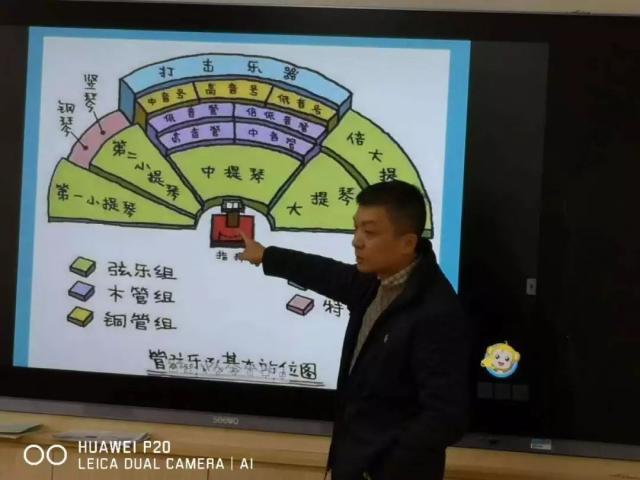 打击乐器
中音号 高音号 低音号
低音管 倍低音管
高音管 中音管
竖琴
钢琴
第一小提琴
第二小提琴
中提琴
大提琴
倍大提
指
弦乐组
木管组
铜管组
特
管弦乐队基本站位图
seewo
HUAWEI P20
LEICA DUAL CAMERA | AI